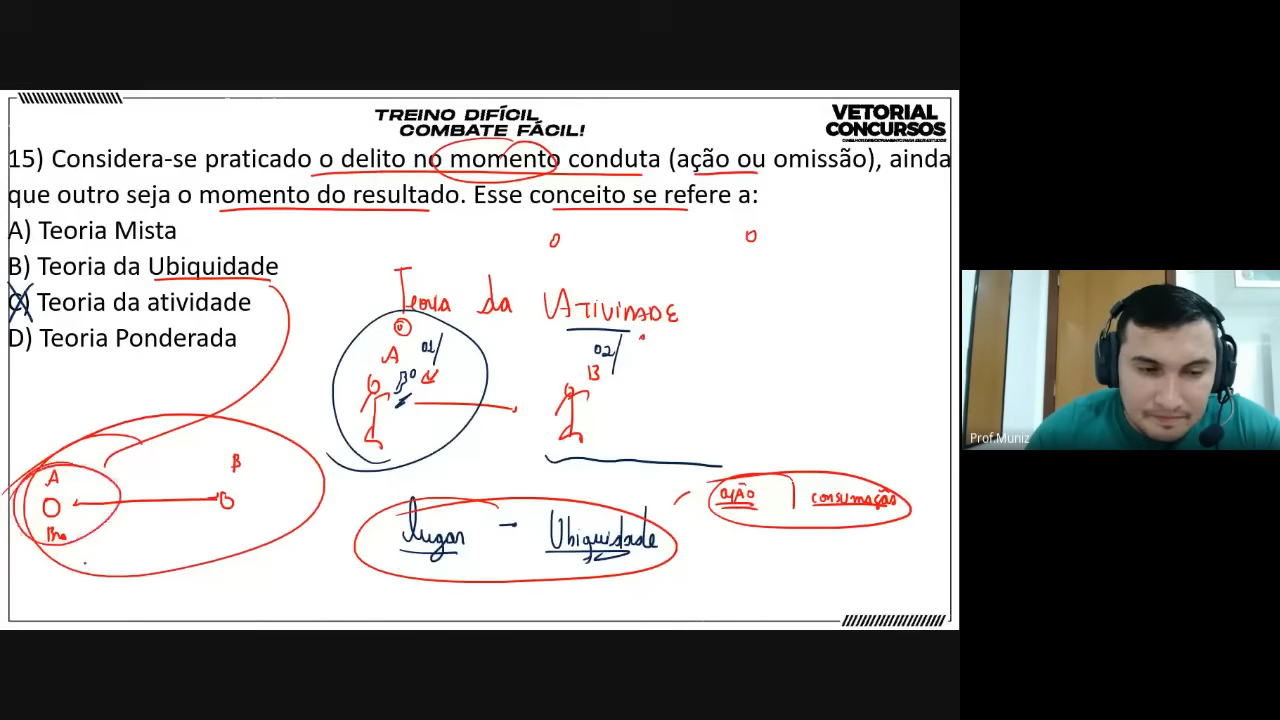 TREINO DIFÍCIL
COMBATE FÁCIL!
VETORIAL
CONCURSOS
15) Considera-se praticado o delito no momento conduta (ação ou omissão), ainda
que outro seja o momento do resultado. Esse conceito se refere a:
A) Teoria Mista
B) Teoria da Ubiquidade
C) Teoria da atividade
D) Teoria Ponderada
Teoria da ATIVIDADE
A 01/
02/
B
A
B
lugar - Ubiquidade
ação | consumação
Prof.Muniz